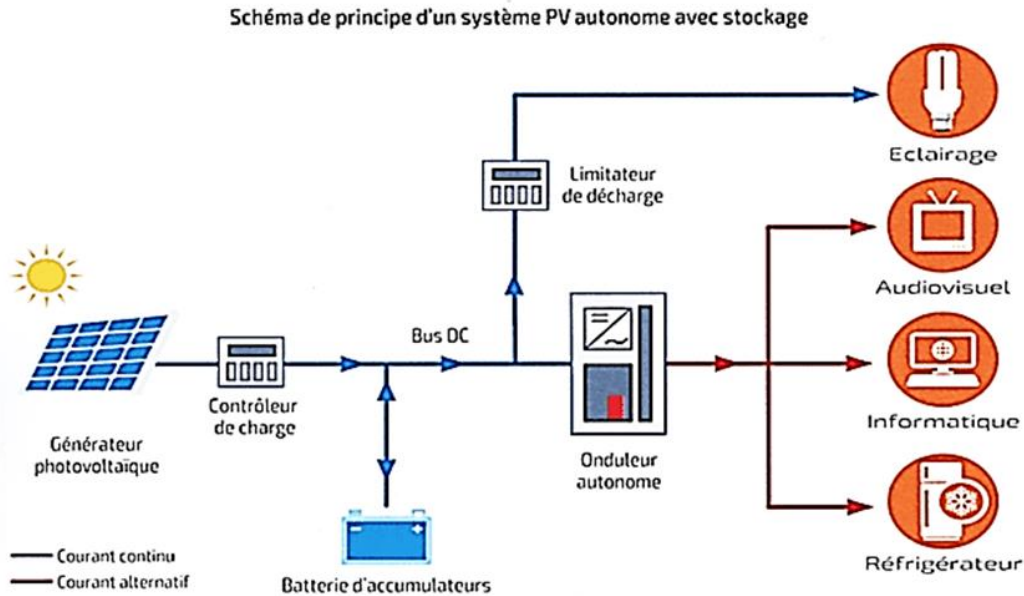 Schéma de principe d'un système PV autonome avec stockage
Eclairage
Limitateur
de décharge
Audiovisuel
Bus DC
Contrôleur
de charge
Informatique
Générateur
photovoltaïque
Onduleur
autonome
Réfrigérateur
Courant continu
Courant alternatif
Batterie d'accumulateurs